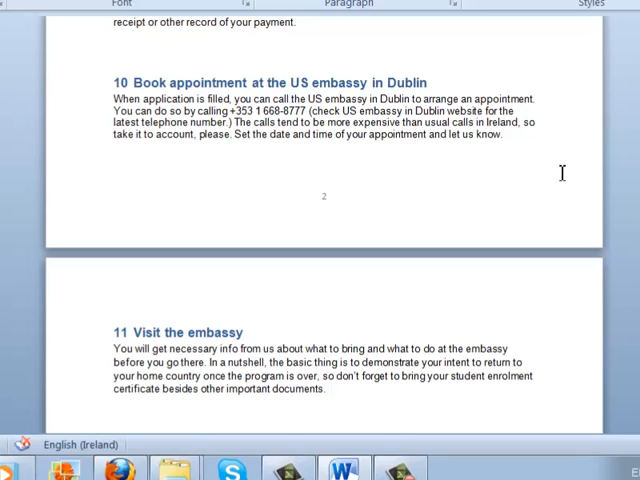 Font Paragraph Styles
receipt or other record of your payment.
10 Book appointment at the US embassy in Dublin
When application is filled, you can call the US embassy in Dublin to arrange an appointment.
You can do so by calling +353 1 668-8777 (check US embassy in Dublin website for the
latest telephone number.) The calls tend to be more expensive than usual calls in Ireland, so
take it to account, please. Set the date and time of your appointment and let us know.
2
11 Visit the embassy
You will get necessary info from us about what to bring and what to do at the embassy
before you go there. In a nutshell, the basic thing is to demonstrate your intent to return to
your home country once the program is over, so don't forget to bring your student enrolment
certificate besides other important documents.
English (Ireland)